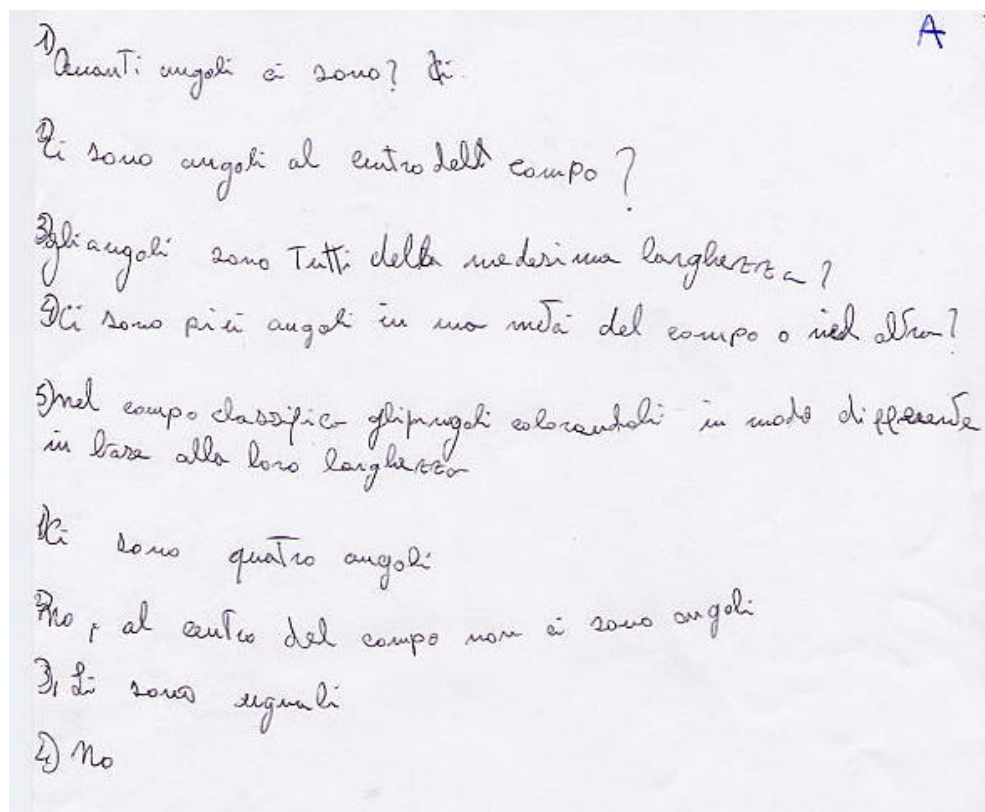 A
1) Quanti angoli ci sono?
2) Ci sono angoli al centro dell campo?
3) gli angoli sono Tutti della medesima larghezza?
4) Ci sono più angoli in una metà del campo o nell altra?
5) nel campo classifico gli angoli colorandoli in modo differente
in base alla loro larghezza
1) Ci sono quatro angoli
2) No, al centro del campo non ci sono angoli
3) Si sono uguali
4) No